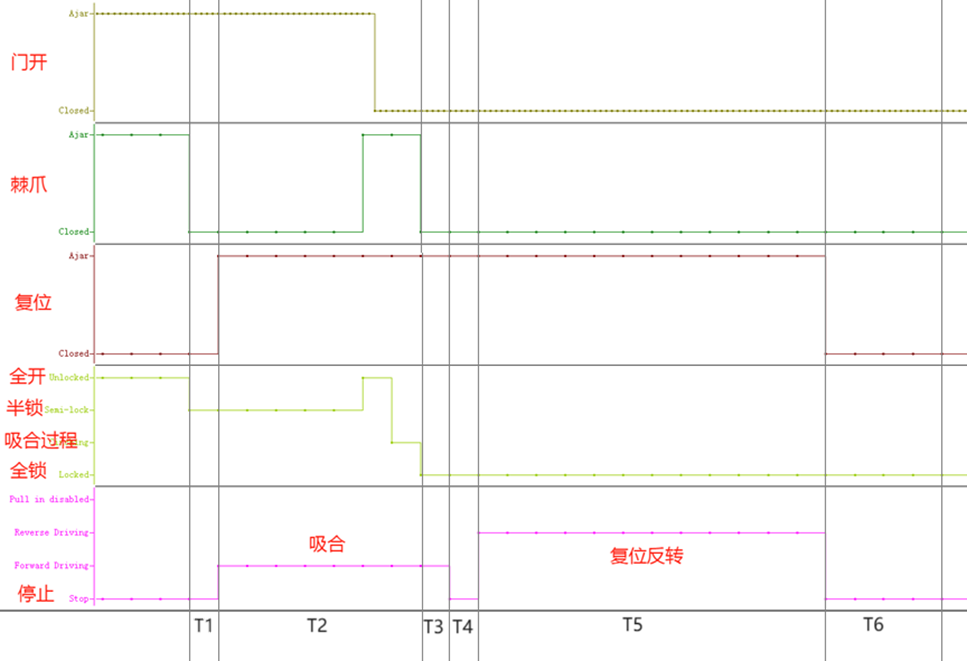 Ajar
门开
Closed
Ajar
棘爪
Closed
Ajar
复位
Closed
全开 Unlocked
半锁 Semi-lock
吸合过程
全锁 Locked
Pull in disabled
Reverse Driving
吸合
复位反转
Forward Driving
停止 Stop
T1 T2 T3 T4 T5 T6